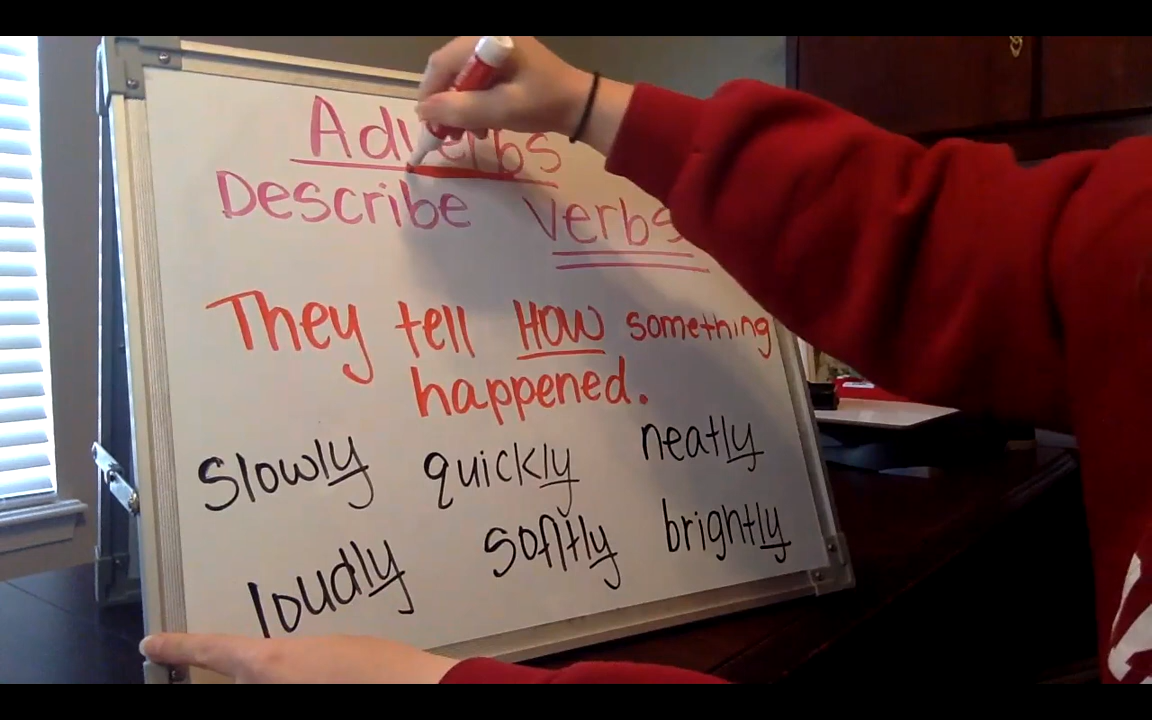 Adverbs
Describe verbs
They tell HOW something
happened.
slowly quickly neatly
loudly softly brightly